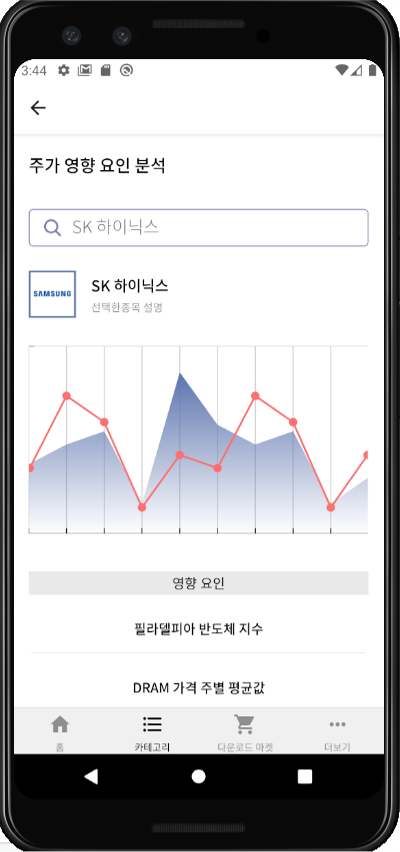 3:44
주가 영향 요인 분석
SK 하이닉스
SAMSUNG
SK 하이닉스
선택한종목 설명
영향 요인
필라델피아 반도체 지수
DRAM 가격 주별 평균값
홈
카테고리
다운로드 마켓
더보기